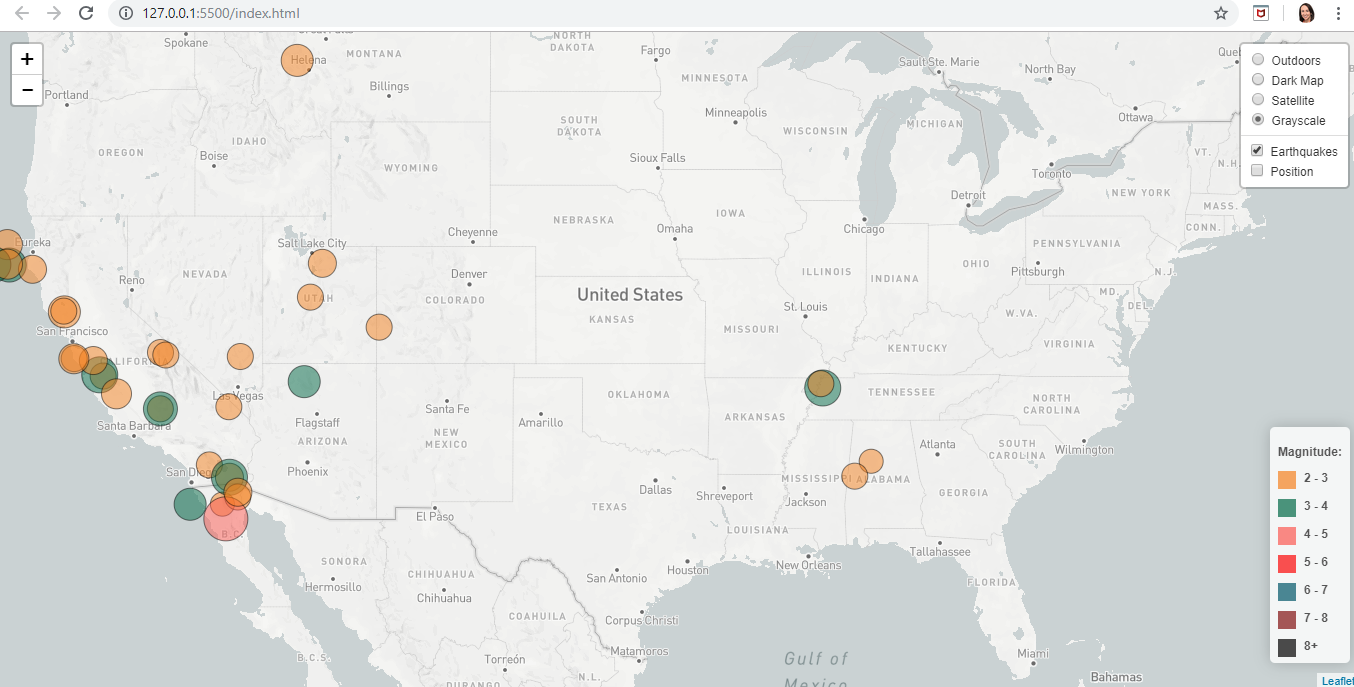 127.0.0.1:5500/index.html
+
−
Outdoors
Dark Map
Satellite
Grayscale
Earthquakes
Position
Spokane
Helena
MONTANA
NORTH
DAKOTA
Fargo
Sault Ste. Marie
North Bay
Portland
Billings
MINNESOTA
Minneapolis
Ottawa
OREGON
IDAHO
Boise
SOUTH
DAKOTA
WISCONSIN
MICHIGAN
VT.
N.H.
WYOMING
Sioux Falls
Toronto
Detroit
NEW YORK
MASS.
CONN.
IOWA
NEBRASKA
Omaha
Chicago
Eureka
Salt Lake City
Cheyenne
PENNSYLVANIA
NEVADA
Reno
Denver
ILLINOIS
INDIANA
OHIO
Pittsburgh
N.J.
UTAH
COLORADO
United States
KANSAS
St. Louis
MD.
DEL.
W.VA.
San Francisco
MISSOURI
KENTUCKY
VIRGINIA
CALIFORNIA
Las Vegas
OKLAHOMA
TENNESSEE
NORTH
CAROLINA
Santa Fe
Amarillo
ARKANSAS
Santa Barbara
Flagstaff
ARIZONA
NEW
MEXICO
Atlanta
SOUTH
CAROLINA
Wilmington
San Diego
Phoenix
MISSISSIPPI
ALABAMA
GEORGIA
Dallas
Shreveport
Jackson
TEXAS
El Paso
B.C.
LOUISIANA
Tallahassee
SONORA
Hermosillo
CHIHUAHUA
Chihuahua
San Antonio
Houston
New Orleans
FLORIDA
COAHUILA
Corpus Christi
B.C.S.
Torreón
Matamoros
Gulf of
Mexico
Miami
Bahamas
DURANGO
N.L.
Magnitude:
2 - 3
3 - 4
4 - 5
5 - 6
6 - 7
7 - 8
8+
Leaflet